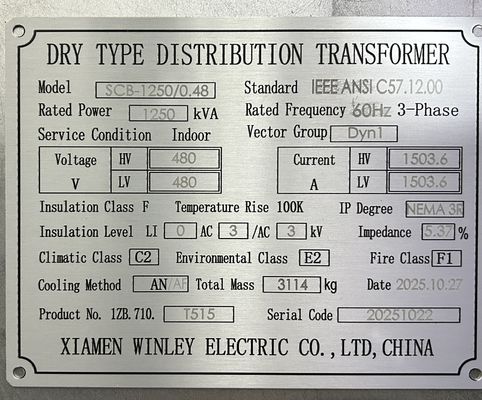 DRY TYPE DISTRIBUTION TRANSFORMER
Model SCB-1250/0.48 Standard IEEE ANSI C57.12.00
Rated Power 1250 kVA Rated Frequency 60Hz 3-Phase
Service Condition Indoor Vector Group Dyn1
Voltage V HV 480 Current A HV 1503.6
LV 480 LV 1503.6
Insulation Class F Temperature Rise 100K IP Degree NEMA 3R
Insulation Level LI 0 AC 3 /AC 3 kV Impedance 5.37 %
Climatic Class C2 Environmental Class E2 Fire Class F1
Cooling Method AN/AF Total Mass 3114 kg Date 2025.10.27
Product No. 1ZB.710. T515 Serial Code 20251022
XIAMEN WINLEY ELECTRIC CO.,LTD,CHINA